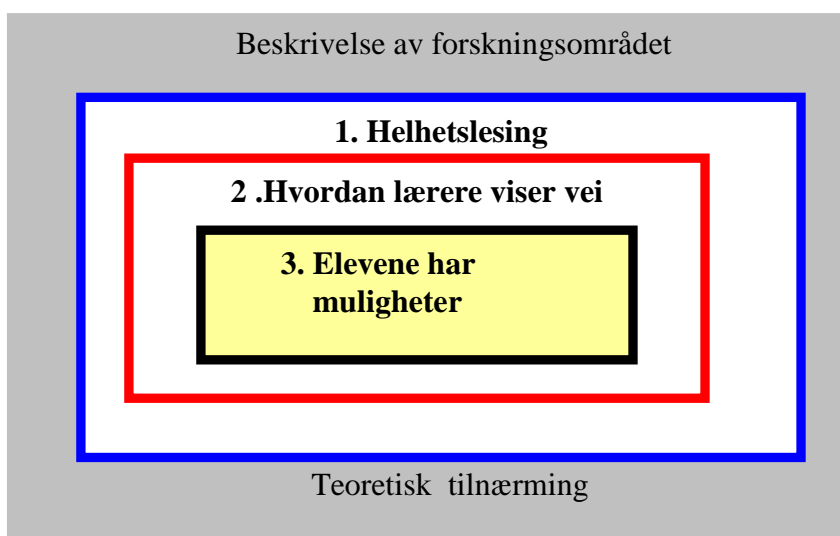 Beskrivelse av forskningsområdet
1. Helhetslesing
2 .Hvordan lærere viser vei
3. Elevene har
muligheter
Teoretisk tilnærming